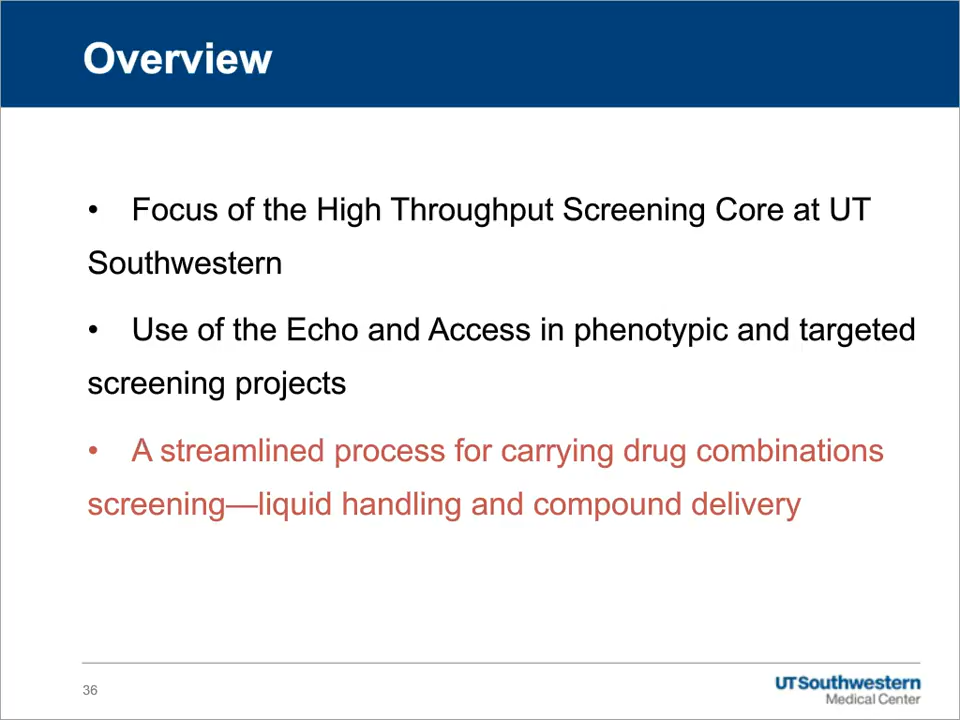 Overview
• Focus of the High Throughput Screening Core at UT
Southwestern
• Use of the Echo and Access in phenotypic and targeted
screening projects
• A streamlined process for carrying drug combinations
screening—liquid handling and compound delivery
36
UTSouthwestern
Medical Center